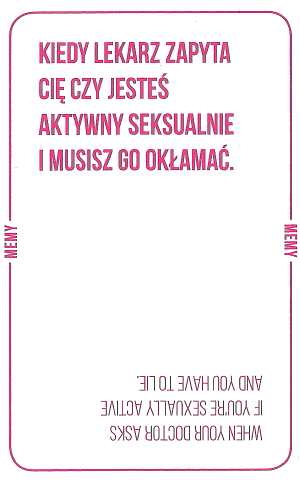 KIEDY LEKARZ ZAPYTA
CIĘ CZY JESTEŚ
AKTYWNY SEKSUALNIE
I MUSISZ GO OKŁAMAĆ.
MEMY
MEMY
WHEN YOUR DOCTOR ASKS
IF YOU'RE SEXUALLY ACTIVE
AND YOU HAVE TO LIE.